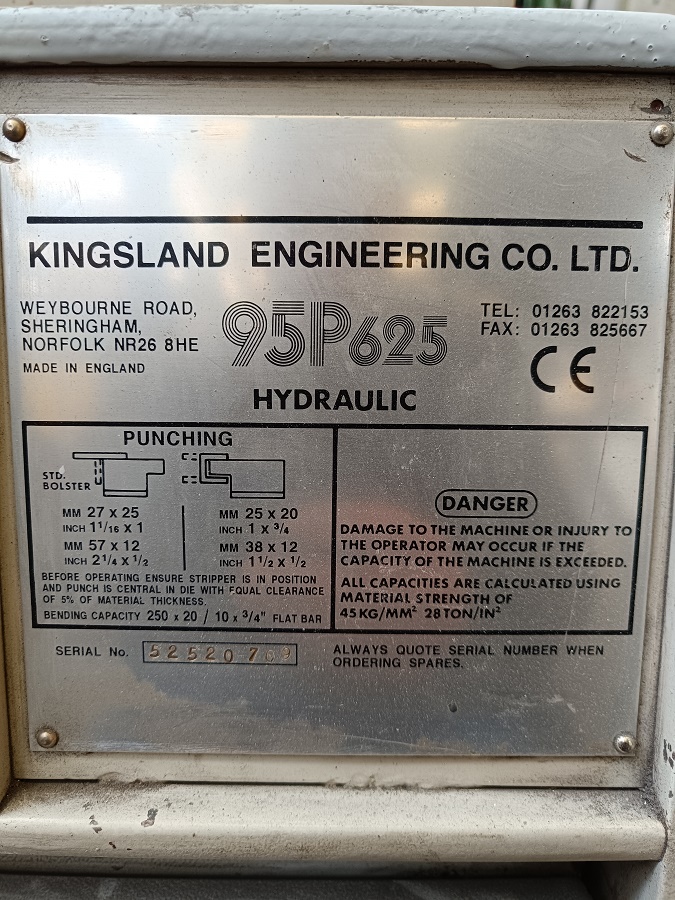 KINGSLAND ENGINEERING CO. LTD.
WEYBOURNE ROAD,
SHERINGHAM,
NORFOLK NR26 8HE
MADE IN ENGLAND
95P625
HYDRAULIC
TEL: 01263 822153
FAX: 01263 825667
CE
PUNCHING
STD.
BOLSTER
MM 27 x 25
INCH 1 1/16 x 1
MM 57 x 12
INCH 2 1/4 x 1/2
MM 25 x 20
INCH 1 x 3/4
MM 38 x 12
INCH 1 1/2 x 1/2
BEFORE OPERATING ENSURE STRIPPER IS IN POSITION
AND PUNCH IS CENTRAL IN DIE WITH EQUAL CLEARANCE
OF 5% OF MATERIAL THICKNESS.
BENDING CAPACITY 250 x 20 / 10 x 3/4" FLAT BAR
DANGER
DAMAGE TO THE MACHINE OR INJURY TO
THE OPERATOR MAY OCCUR IF THE
CAPACITY OF THE MACHINE IS EXCEEDED.
ALL CAPACITIES ARE CALCULATED USING
MATERIAL STRENGTH OF
45KG/MM² 28TON/IN²
SERIAL No.
ALWAYS QUOTE SERIAL NUMBER WHEN
ORDERING SPARES.